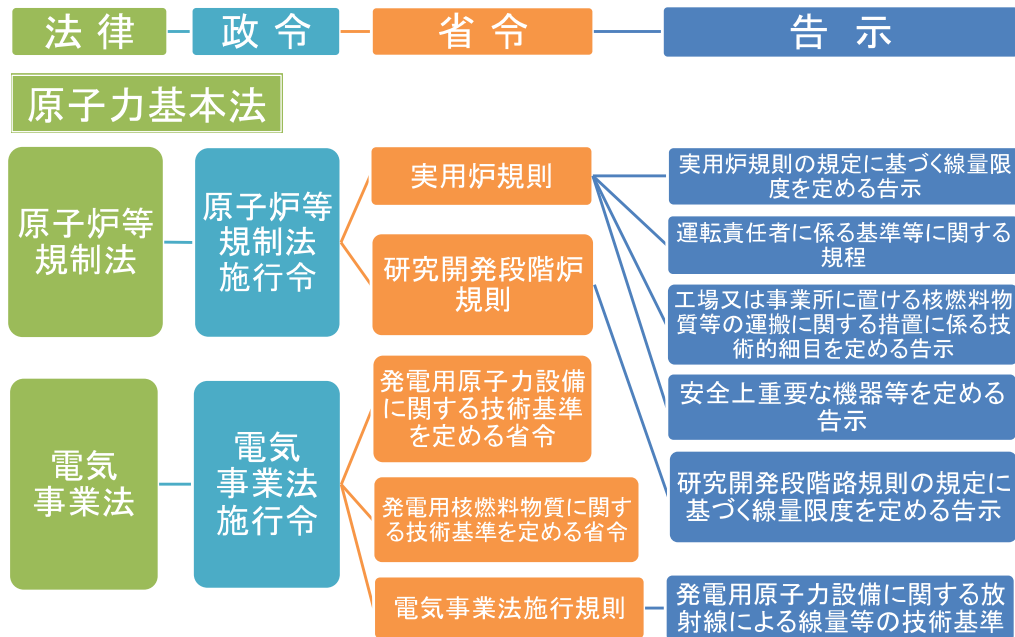 法律
政令
省令
告示
原子力基本法
原子炉等
規制法
原子炉等
規制法
施行令
実用炉規則
研究開発段階炉
規則
実用炉規則の規定に基づく線量限
度を定める告示
運転責任者に係る基準等に関する
規程
工場又は事業所に置ける核燃料物
質等の運搬に関する措置に係る技
術的細目を定める告示
安全上重要な機器等を定める
告示
研究開発段階路規則の規定に
基づく線量限度を定める告示
電気
事業法
電気
事業法
施行令
発電用原子力設備
に関する技術基準
を定める省令
発電用核燃料物質に関す
る技術基準を定める省令
電気事業法施行規則
発電用原子力設備に関する放
射線による線量等の技術基準